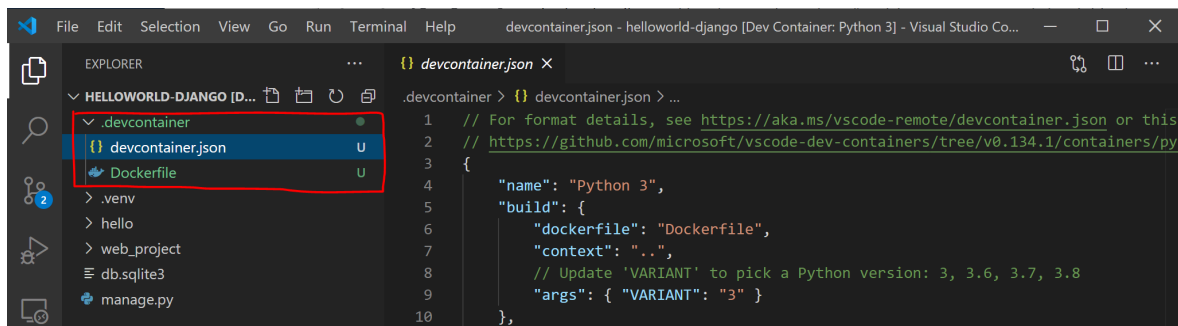 File Edit Selection View Go Run Terminal Help devcontainer.json - helloworld-django [Dev Container: Python 3] - Visual Studio Co...
EXPLORER
HELLOWORLD-DJANGO [D...
.devcontainer
{} devcontainer.json U
Dockerfile U
.venv
hello
web_project
db.sqlite3
manage.py
2
{} devcontainer.json
.devcontainer > {} devcontainer.json > ...
1 // For format details, see https://aka.ms/vscode-remote/devcontainer.json or this
2 // https://github.com/microsoft/vscode-dev-containers/tree/v0.134.1/containers/py
3 {
4 "name": "Python 3",
5 "build": {
6 "dockerfile": "Dockerfile",
7 "context": "..",
8 // Update 'VARIANT' to pick a Python version: 3, 3.6, 3.7, 3.8
9 "args": { "VARIANT": "3" }
10 },